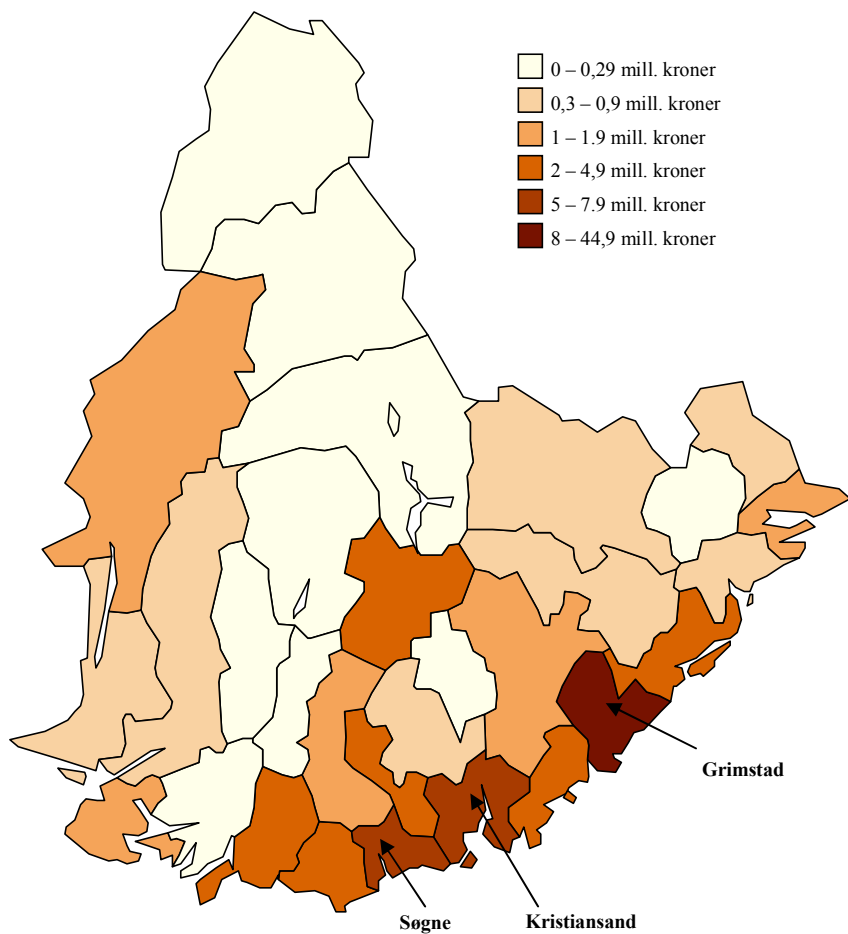 0 – 0,29 mill. kroner
0,3 – 0,9 mill. kroner
1 – 1.9 mill. kroner
2 – 4,9 mill. kroner
5 – 7.9 mill. kroner
8 – 44,9 mill. kroner
Grimstad
Søgne
Kristiansand